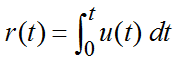 r(t) = ∫₀ᵗ u(t) dt